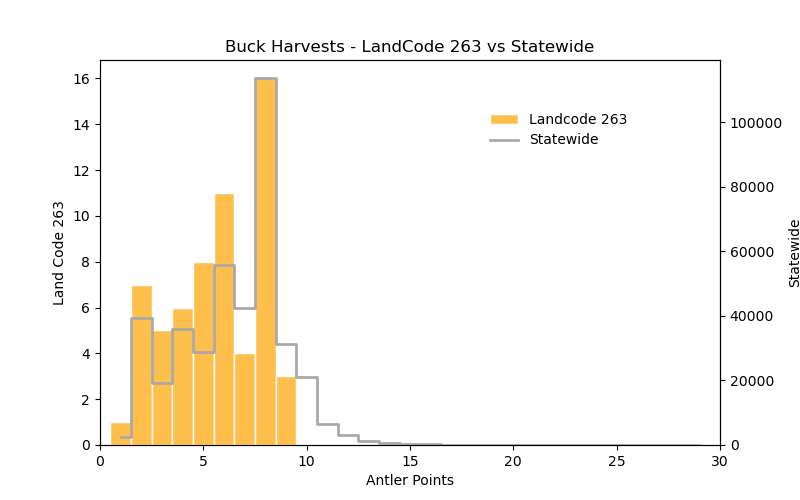 Buck Harvests - LandCode 263 vs Statewide
Landcode 263
Statewide
Land Code 263
16
14
12
10
8
6
4
2
0
100000
80000
60000
40000
20000
0
Statewide
0 5 10 15 20 25 30
Antler Points